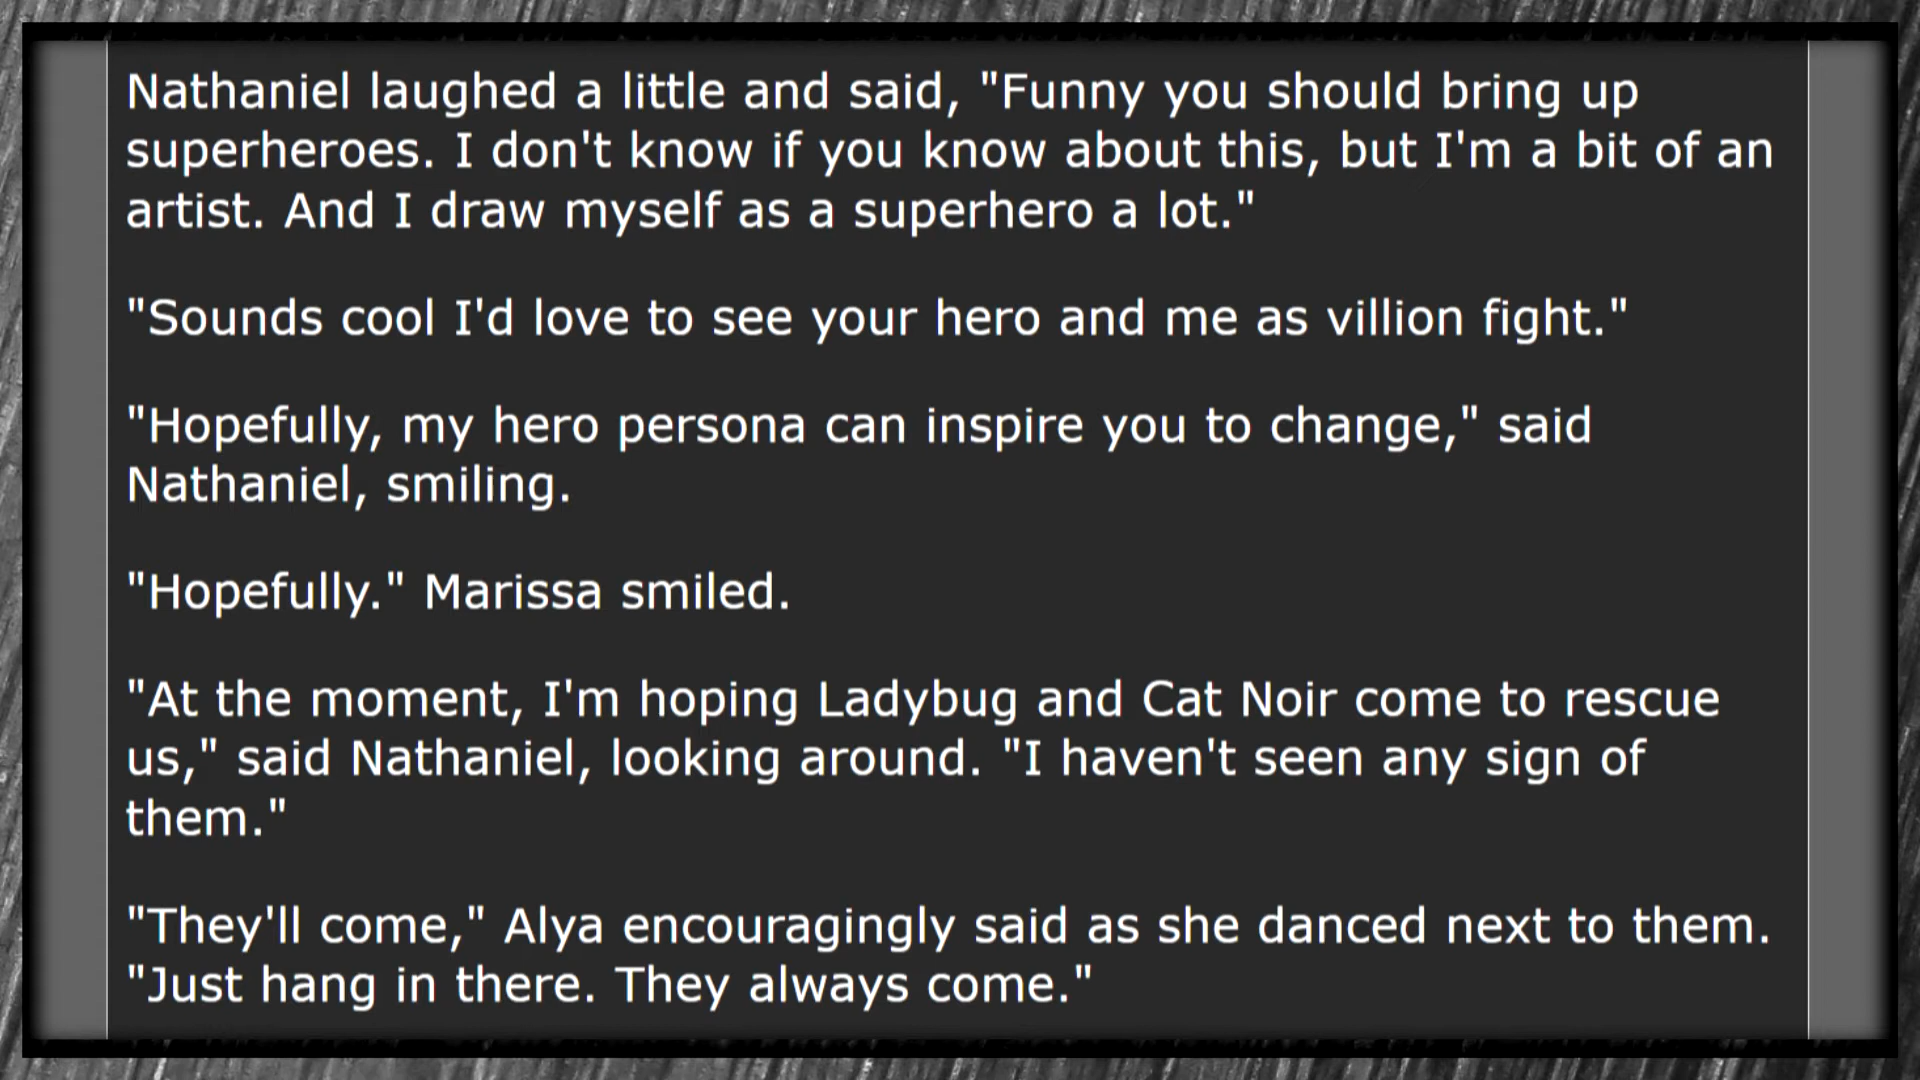 Nathaniel laughed a little and said, "Funny you should bring up
superheroes. I don't know if you know about this, but I'm a bit of an
artist. And I draw myself as a superhero a lot."
"Sounds cool I'd love to see your hero and me as villion fight."
"Hopefully, my hero persona can inspire you to change," said
Nathaniel, smiling.
"Hopefully." Marissa smiled.
"At the moment, I'm hoping Ladybug and Cat Noir come to rescue
us," said Nathaniel, looking around. "I haven't seen any sign of
them."
"They'll come," Alya encouragingly said as she danced next to them.
"Just hang in there. They always come."